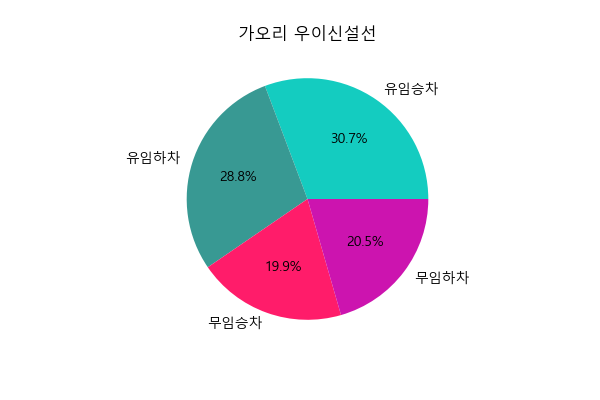 가오리 우이신설선
유임승차
30.7%
유임하차
28.8%
19.9%
무임승차
20.5%
무임하차